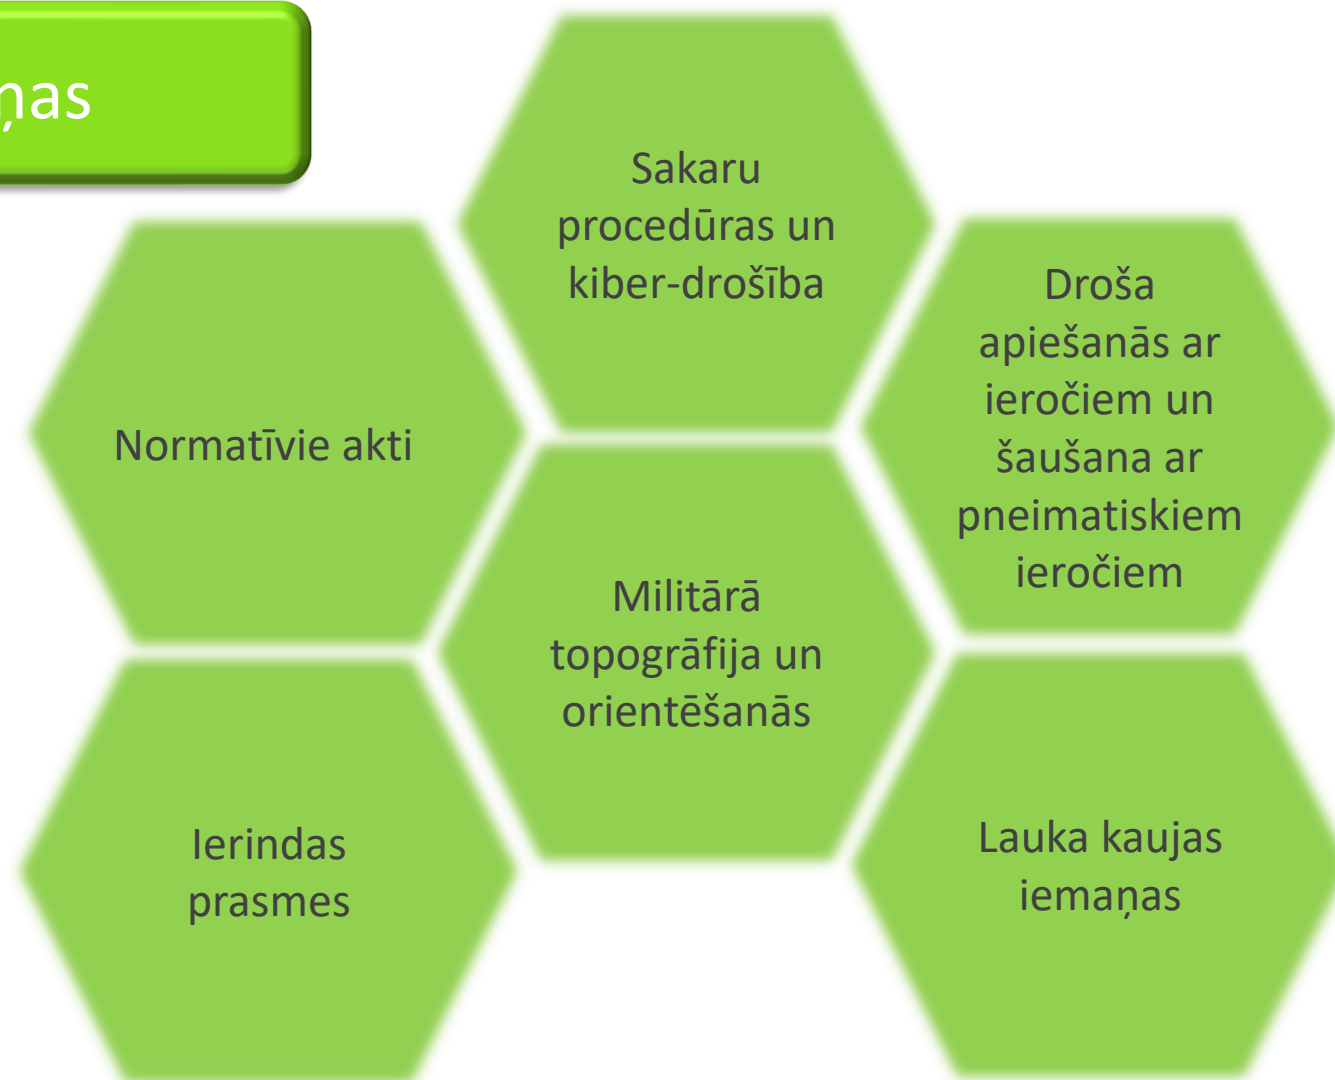 ņas
Sakaru
procedūras un
kiber-drošība
Droša
apiešanās ar
ieročiem un
šaušana ar
pneimatiskiem
ieročiem
Normatīvie akti
Militārā
topogrāfija un
orientēšanās
Ierindas
prasmes
Lauka kaujas
iemaņas